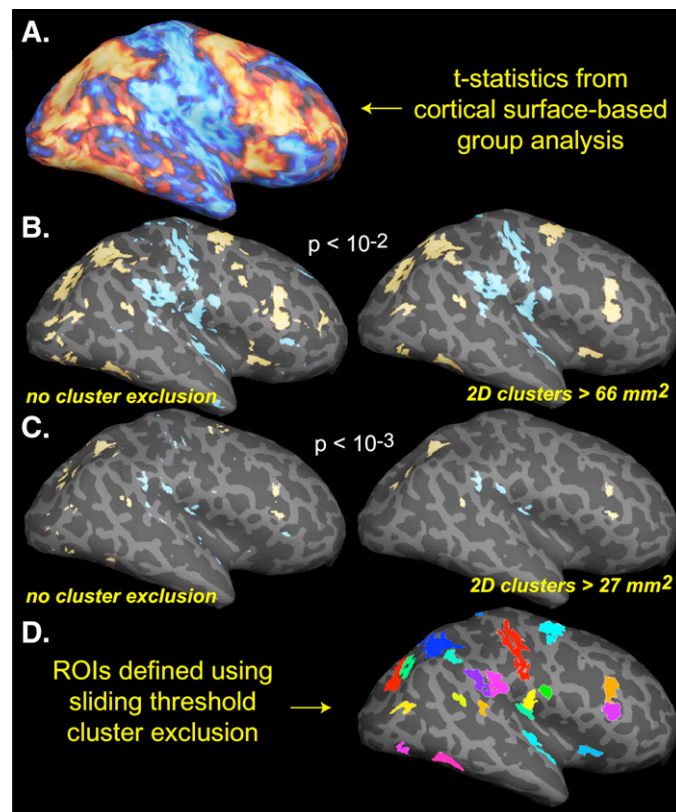 A.
t-statistics from
cortical surface-based
group analysis
B.
p < 10-2
no cluster exclusion
2D clusters > 66 mm2
C.
p < 10-3
no cluster exclusion
2D clusters > 27 mm2
D.
ROIs defined using
sliding threshold
cluster exclusion